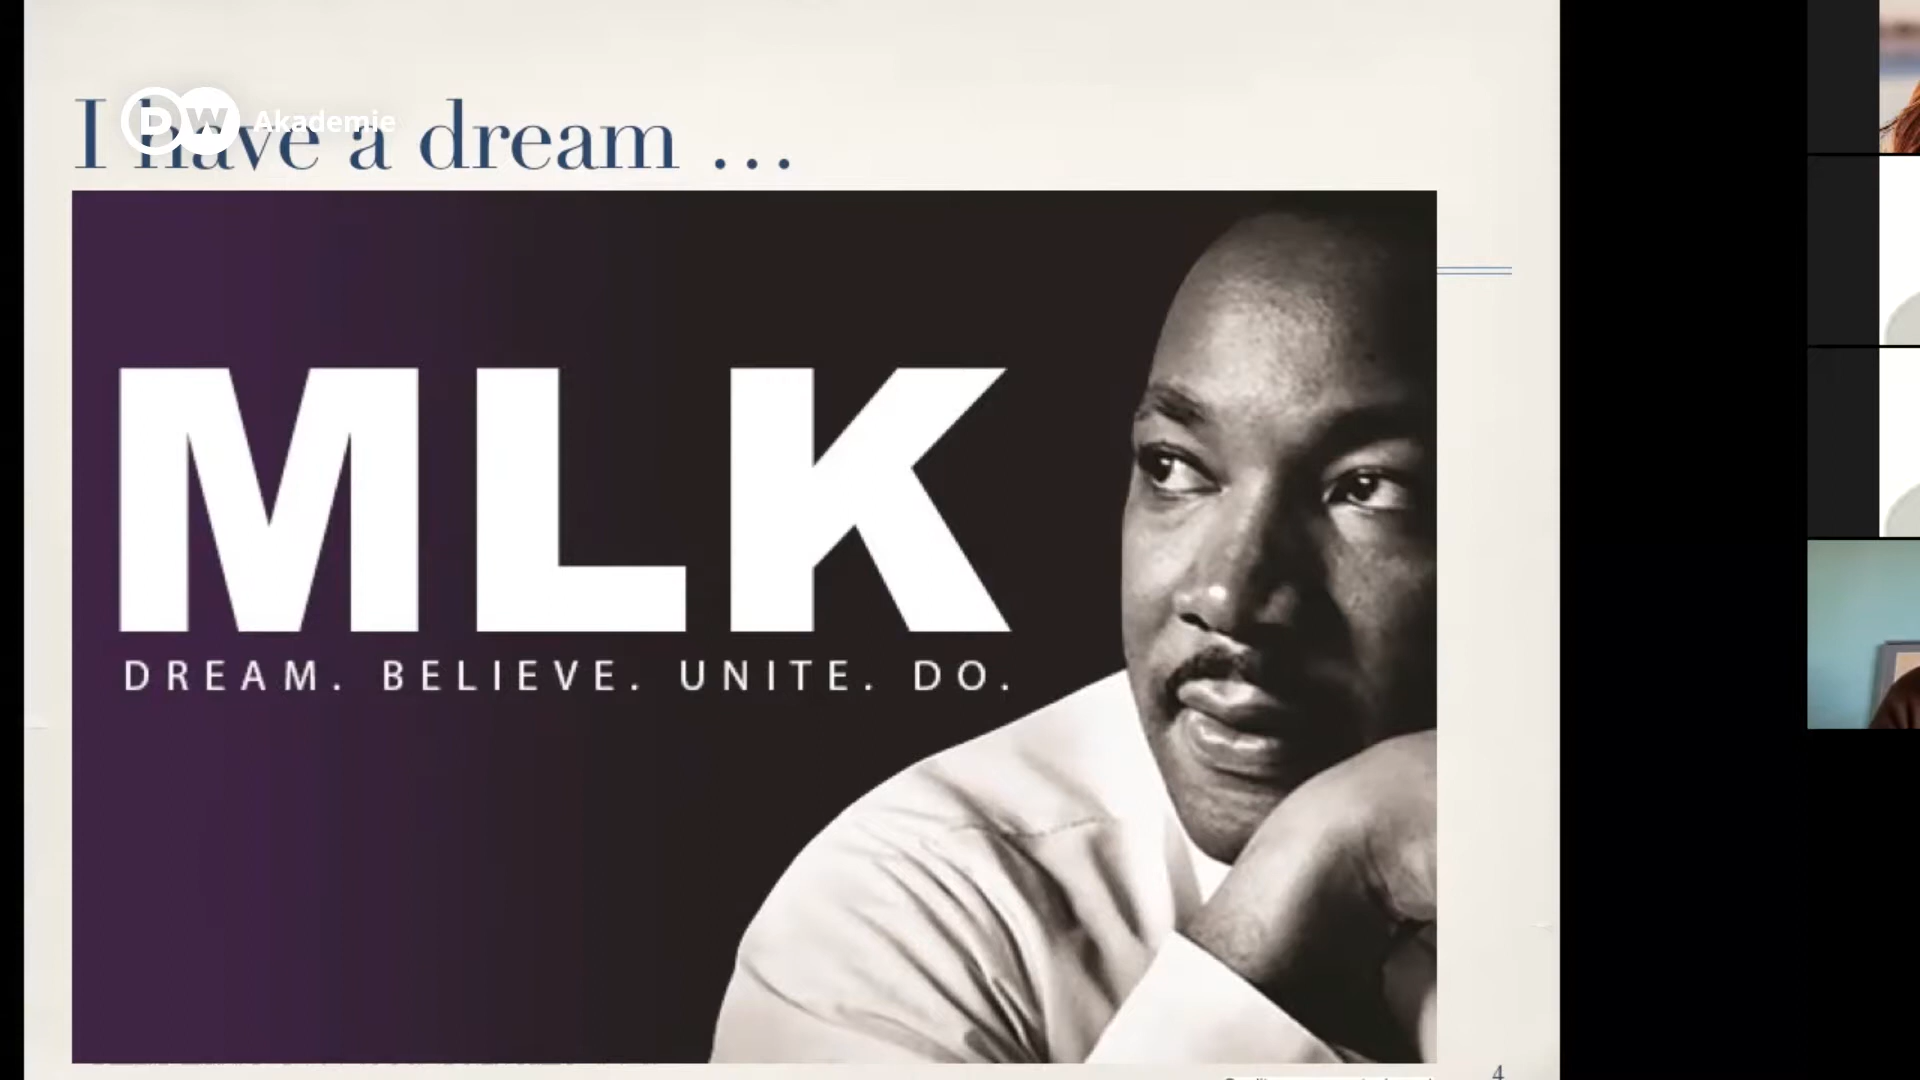 I have a dream ...
DW Akademie
MLK
DREAM. BELIEVE. UNITE. DO.
4